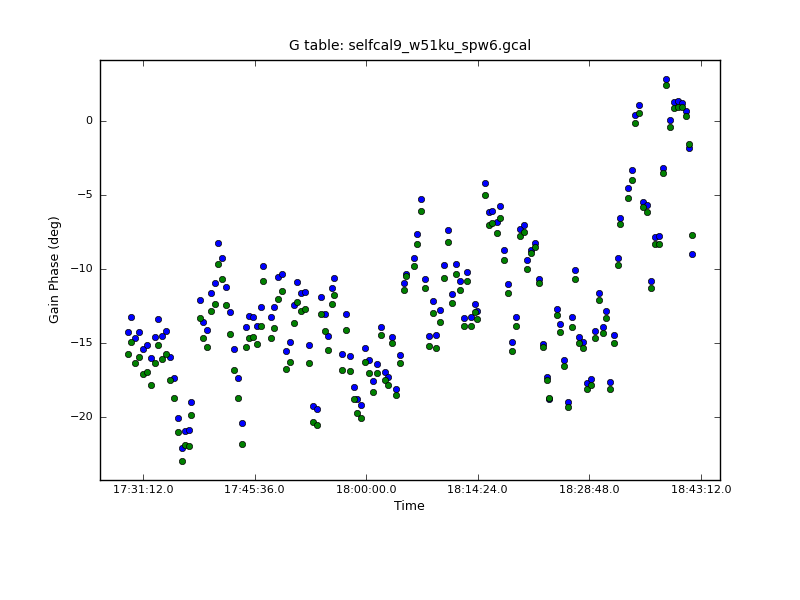 G table: selfcal9_w51ku_spw6.gcal
0
−5
−10
−15
−20
Gain Phase (deg)
17:31:12.0 17:45:36.0 18:00:00.0 18:14:24.0 18:28:48.0 18:43:12.0
Time